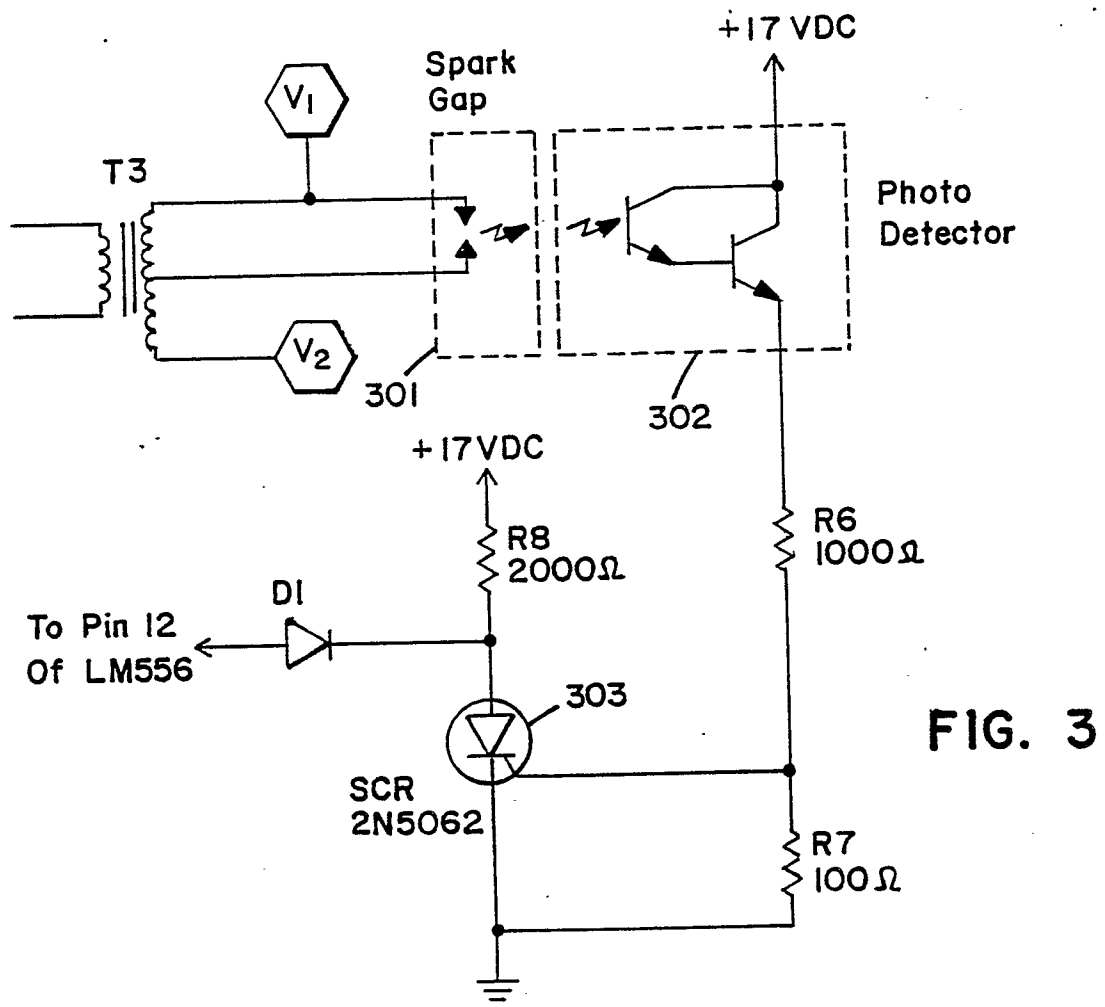 +17 VDC
Spark
Gap
V1
T3
Photo
Detector
V2
301
302
+17VDC
R6
1000Ω
R8
2000Ω
D1
To Pin 12
Of LM556
303
FIG. 3
SCR
2N5062
R7
100Ω